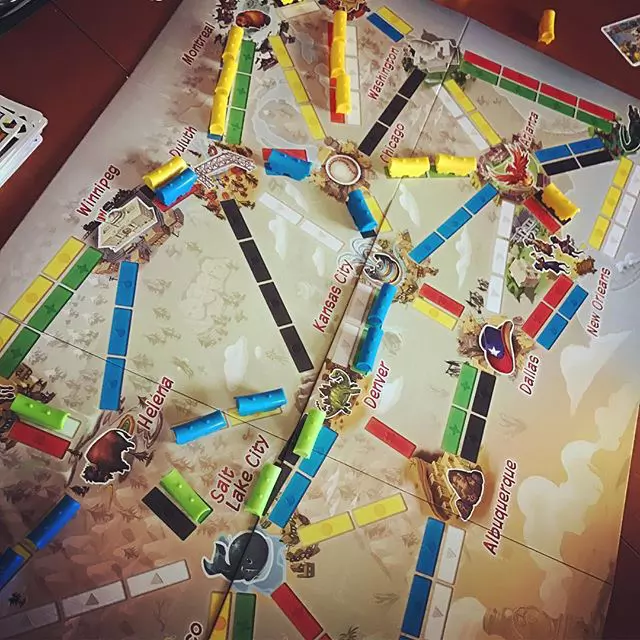 Montreal
Washington
Duluth
Chicago
Atlanta
Winnipeg
Kansas City
New Orleans
Dallas
Helena
Denver
Salt
Lake City
Albuquerque